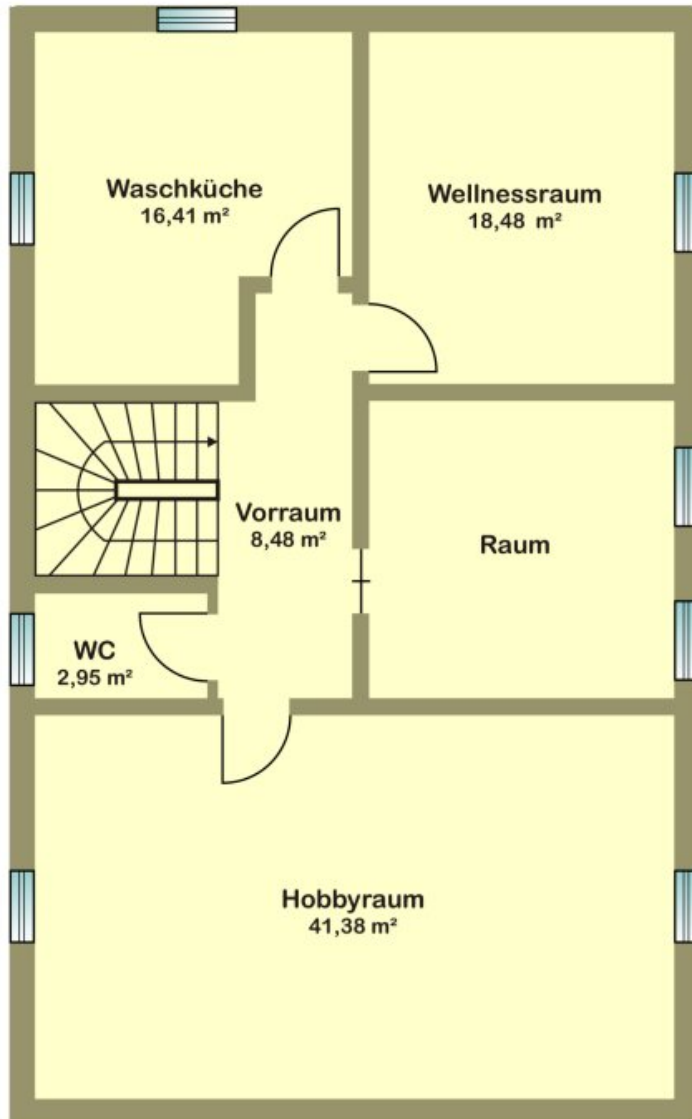 Waschküche
16,41 m²
Wellnessraum
18,48 m²
Vorraum
8,48 m²
Raum
WC
2,95 m²
Hobbyraum
41,38 m²